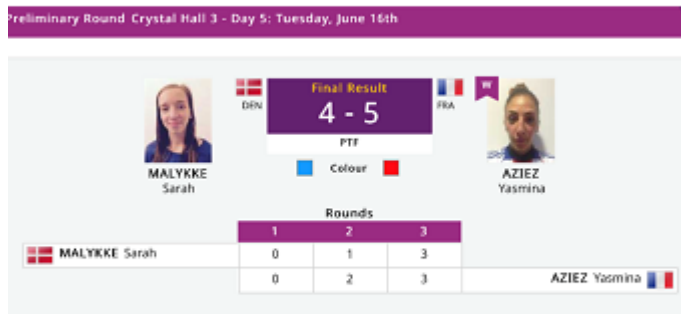 Preliminary Round Crystal Hall 3 - Day 5: Tuesday, June 16th
DEN
Final Result
4 - 5
FRA
W
PTF
MALYKKE
Sarah
Colour
AZIEZ
Yasmina
Rounds
1 2 3
MALYKKE Sarah 0 1 3
0 2 3 AZIEZ Yasmina